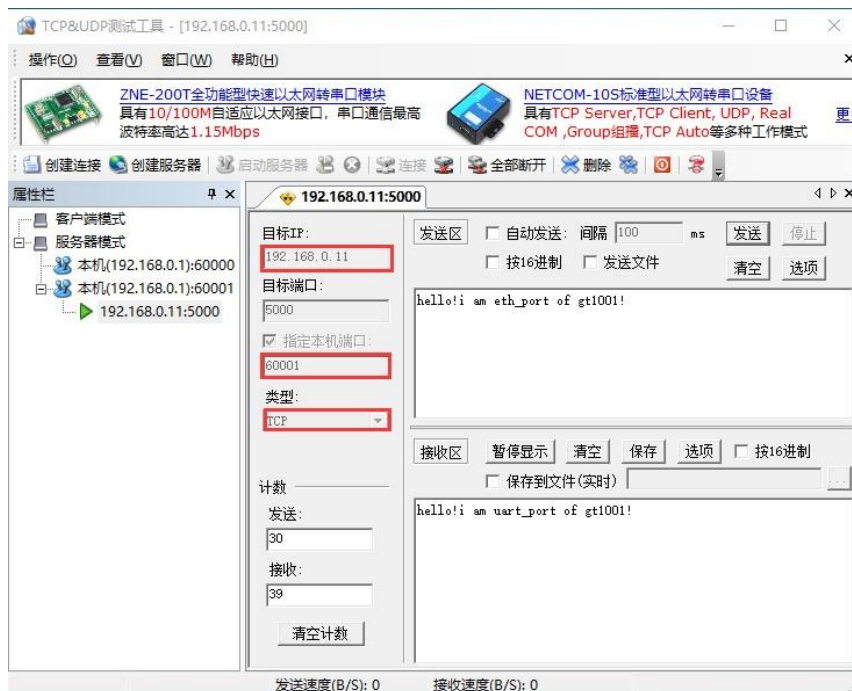 TCP&UDP测试工具 - [192.168.0.11:5000]
操作(O) 查看(V) 窗口(W) 帮助(H)
ZNE-200T全功能型快速以太网转串口模块
具有10/100M自适应以太网接口，串口通信最高
波特率高达1.15Mbps
NETCOM-10S标准型以太网转串口设备
具有TCP Server,TCP Client, UDP, Real
COM ,Group组播,TCP Auto等多种工作模式
更
创建连接 创建服务器 启动服务器 连接 全部断开 删除
属性栏
客户端模式
服务器模式
本机(192.168.0.1):60000
本机(192.168.0.1):60001
192.168.0.11:5000
192.168.0.11:5000
目标IP:
192.168.0.11
目标端口:
5000
指定本机端口:
60001
类型:
TCP
计数
发送:
30
接收:
39
清空计数
发送区 自动发送: 间隔 100 ms 发送 停止
按16进制 发送文件 清空 选项
hello!i am eth_port of gt1001!
接收区 暂停显示 清空 保存 选项 按16进制
保存到文件(实时) ...
hello!i am uart_port of gt1001!
发送速度(B/S): 0 接收速度(B/S): 0